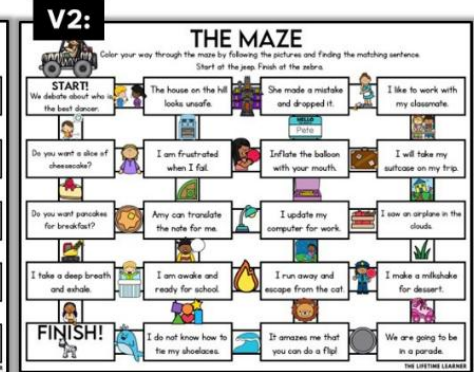 V2:
THE MAZE
Color your way through the maze by following the pictures and finding the matching sentence.
Start at the jeep. Finish at the zebra.
START!
We debate about who is
the best dancer.
The house on the hill
looks unsafe.
She made a mistake
and dropped it.
I like to work with
my classmate.
HELLO
Pete
Do you want a slice of
cheesecake?
I am frustrated
when I fail.
Inflate the balloon
with your mouth.
I will take my
suitcase on my trip.
Do you want pancakes
for breakfast?
Amy can translate
the note for me.
I update my
computer for work.
I saw an airplane in the
clouds.
I take a deep breath
and exhale.
I am awake and
ready for school.
I run away and
escape from the cat.
I make a milkshake
for dessert.
FINISH!
I do not know how to
tie my shoelaces.
It amazes me that
you can do a flip!
We are going to be
in a parade.
THE LIFETIME LEARNER